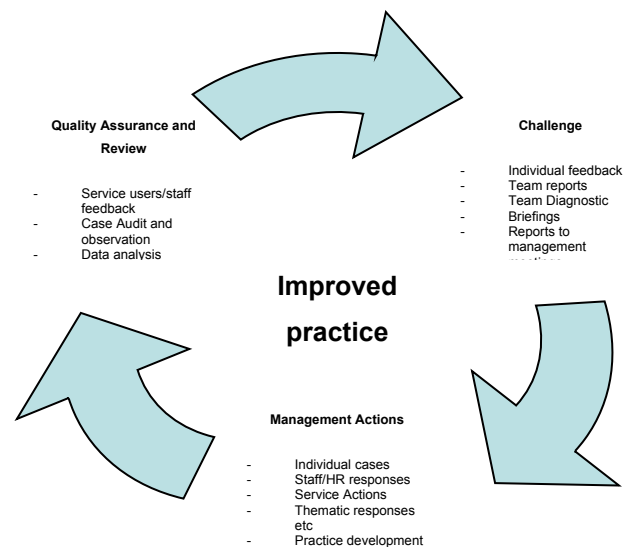 Quality Assurance and
Review
- Service users/staff
feedback
- Case Audit and
observation
- Data analysis
Challenge
- Individual feedback
- Team reports
- Team Diagnostic
- Briefings
- Reports to
management
Improved
practice
Management Actions
- Individual cases
- Staff/HR responses
- Service Actions
- Thematic responses
etc
- Practice development